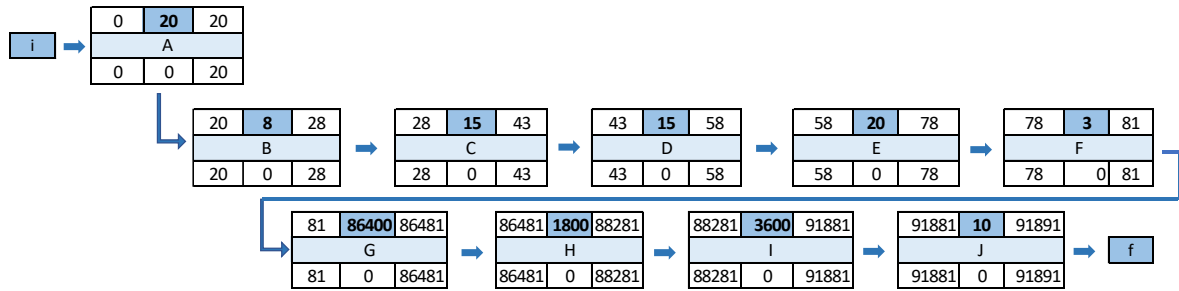 0 20 20
i A
0 0 20
20 8 28 28 15 43 43 15 58 58 20 78 78 3 81
B C D E F
20 0 28 28 0 43 43 0 58 58 0 78 78 0 81
81 86400 86481 86481 1800 88281 88281 3600 91881 91881 10 91891
G H I J f
81 0 86481 86481 0 88281 88281 0 91881 91881 0 91891